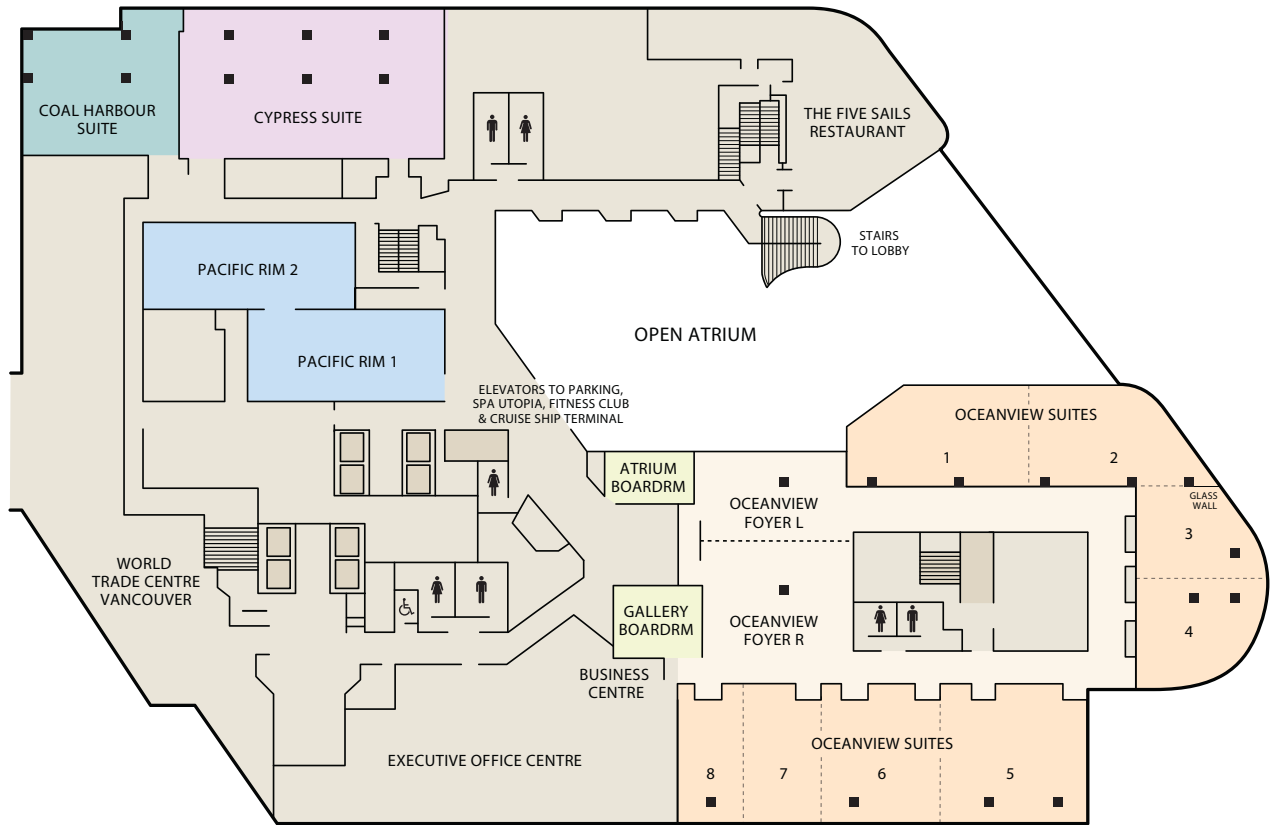 COAL HARBOUR
SUITE
CYPRESS SUITE
THE FIVE SAILS
RESTAURANT
STAIRS
TO LOBBY
PACIFIC RIM 2
OPEN ATRIUM
PACIFIC RIM 1
ELEVATORS TO PARKING,
SPA UTOPIA, FITNESS CLUB
& CRUISE SHIP TERMINAL
OCEANVIEW SUITES
1
2
ATRIUM
BOARDRM
OCEANVIEW
FOYER L
GLASS
WALL
3
WORLD
TRADE CENTRE
VANCOUVER
GALLERY
BOARDRM
OCEANVIEW
FOYER R
4
BUSINESS
CENTRE
EXECUTIVE OFFICE CENTRE
OCEANVIEW SUITES
8
7
6
5